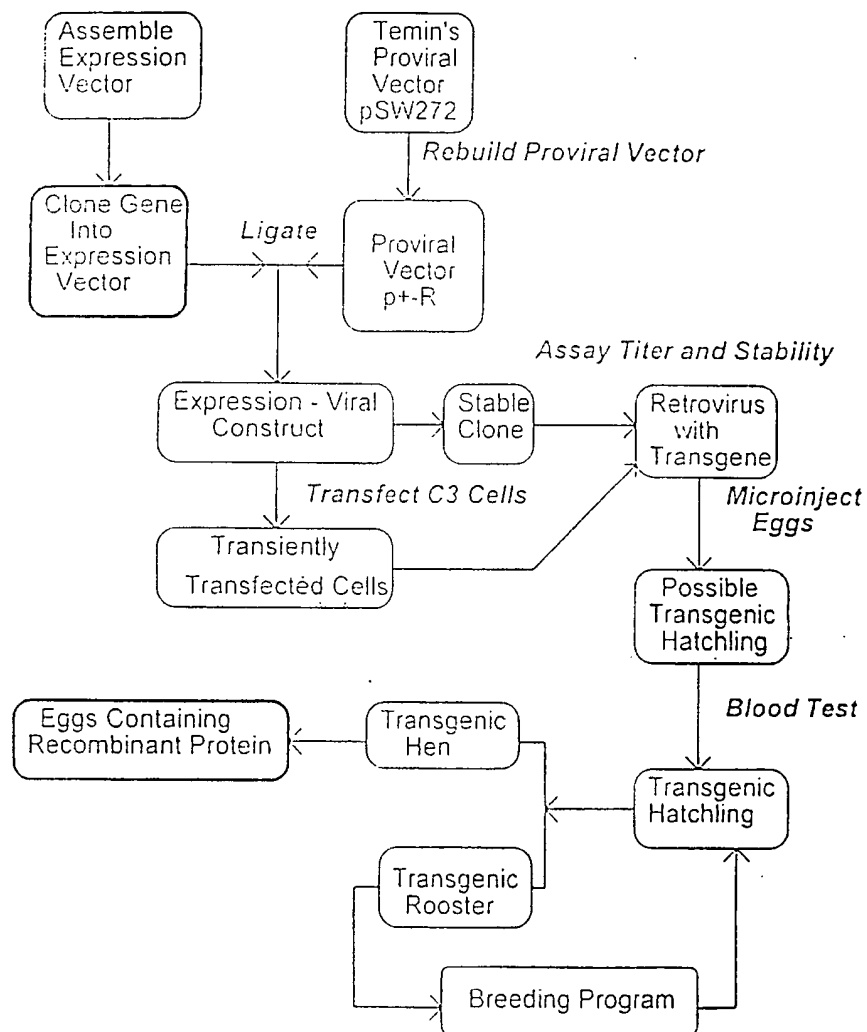 Assemble
Expression
Vector
Temin's
Proviral
Vector
pSW272
Rebuild Proviral Vector
Clone Gene
Into
Expression
Vector
Ligate
Proviral
Vector
p+-R
Assay Titer and Stability
Expression - Viral
Construct
Stable
Clone
Retrovirus
with
Transgene
Transfect C3 Cells
Microinject
Eggs
Transiently
Transfected Cells
Possible
Transgenic
Hatchling
Blood Test
Eggs Containing
Recombinant Protein
Transgenic
Hen
Transgenic
Hatchling
Transgenic
Rooster
Breeding Program